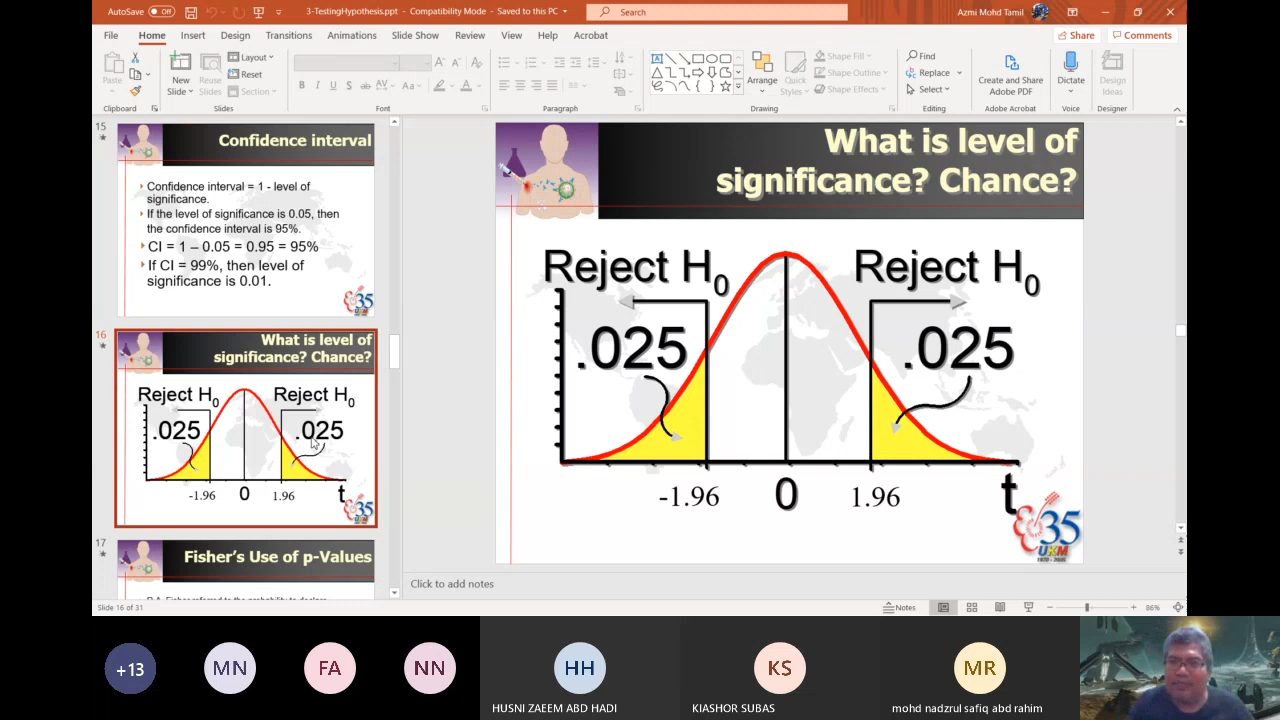 AutoSave Off
3-TestingHypothesis.ppt - Compatibility Mode - Saved to this PC
Search
Azmi Mohd Tamil
File Home Insert Design Transitions Animations Slide Show Review View Help Acrobat
Share Comments
Paste
New Slide
Reuse Slides
Layout
Reset
Section
Arrange
Quick Styles
Shape Fill
Shape Outline
Shape Effects
Find
Replace
Select
Create and Share Adobe PDF
Dictate
Design Ideas
Clipboard
Slides
Font
Paragraph
Drawing
Editing
Adobe Acrobat
Voice
Designer
15
Confidence interval
Confidence interval = 1 - level of
significance.
If the level of significance is 0.05, then
the confidence interval is 95%.
CI = 1 – 0.05 = 0.95 = 95%
If CI = 99%, then level of
significance is 0.01.
35
16
What is level of
significance? Chance?
Reject H0
Reject H0
.025
.025
-1.96 0 1.96 t
35
17
Fisher's Use of p-Values
What is level of
significance? Chance?
Reject H0
Reject H0
.025
.025
-1.96 0 1.96 t
35
UKM
Click to add notes
Slide 16 of 31
Notes
86%
+13
MN
FA
NN
HH
KS
MR
HUSNI ZAEEM ABD HADI
KIASHOR SUBAS
mohd nadzrul safiq abd rahim